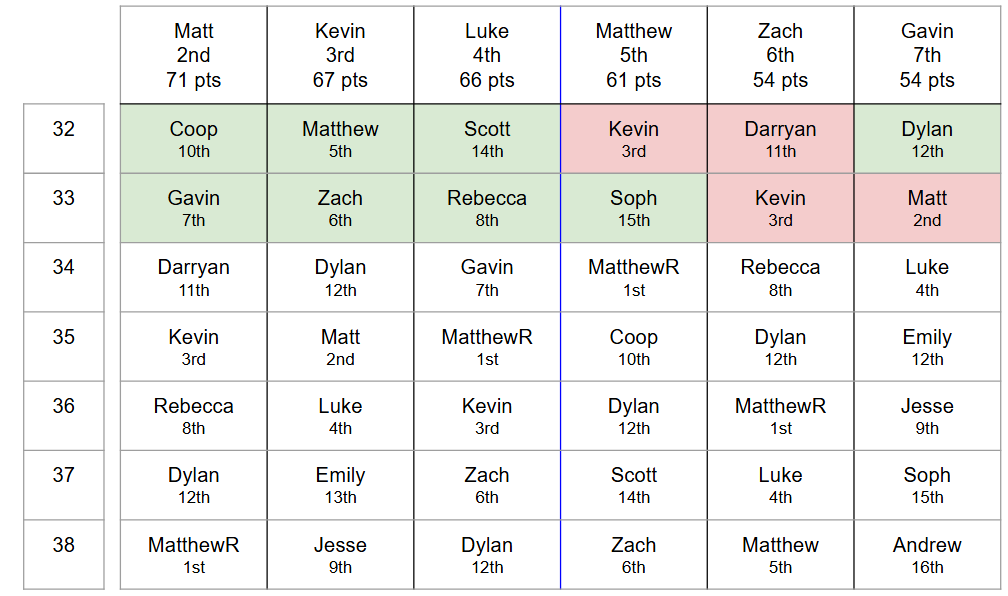 Matt Kevin Luke Matthew Zach Gavin
2nd 3rd 4th 5th 6th 7th
71 pts 67 pts 66 pts 61 pts 54 pts 54 pts
32 Coop Matthew Scott Kevin Darryan Dylan
10th 5th 14th 3rd 11th 12th
33 Gavin Zach Rebecca Soph Kevin Matt
7th 6th 8th 15th 3rd 2nd
34 Darryan Dylan Gavin MatthewR Rebecca Luke
11th 12th 7th 1st 8th 4th
35 Kevin Matt MatthewR Coop Dylan Emily
3rd 2nd 1st 10th 12th 12th
36 Rebecca Luke Kevin Dylan MatthewR Jesse
8th 4th 3rd 12th 1st 9th
37 Dylan Emily Zach Scott Luke Soph
12th 13th 6th 14th 4th 15th
38 MatthewR Jesse Dylan Zach Matthew Andrew
1st 9th 12th 6th 5th 16th